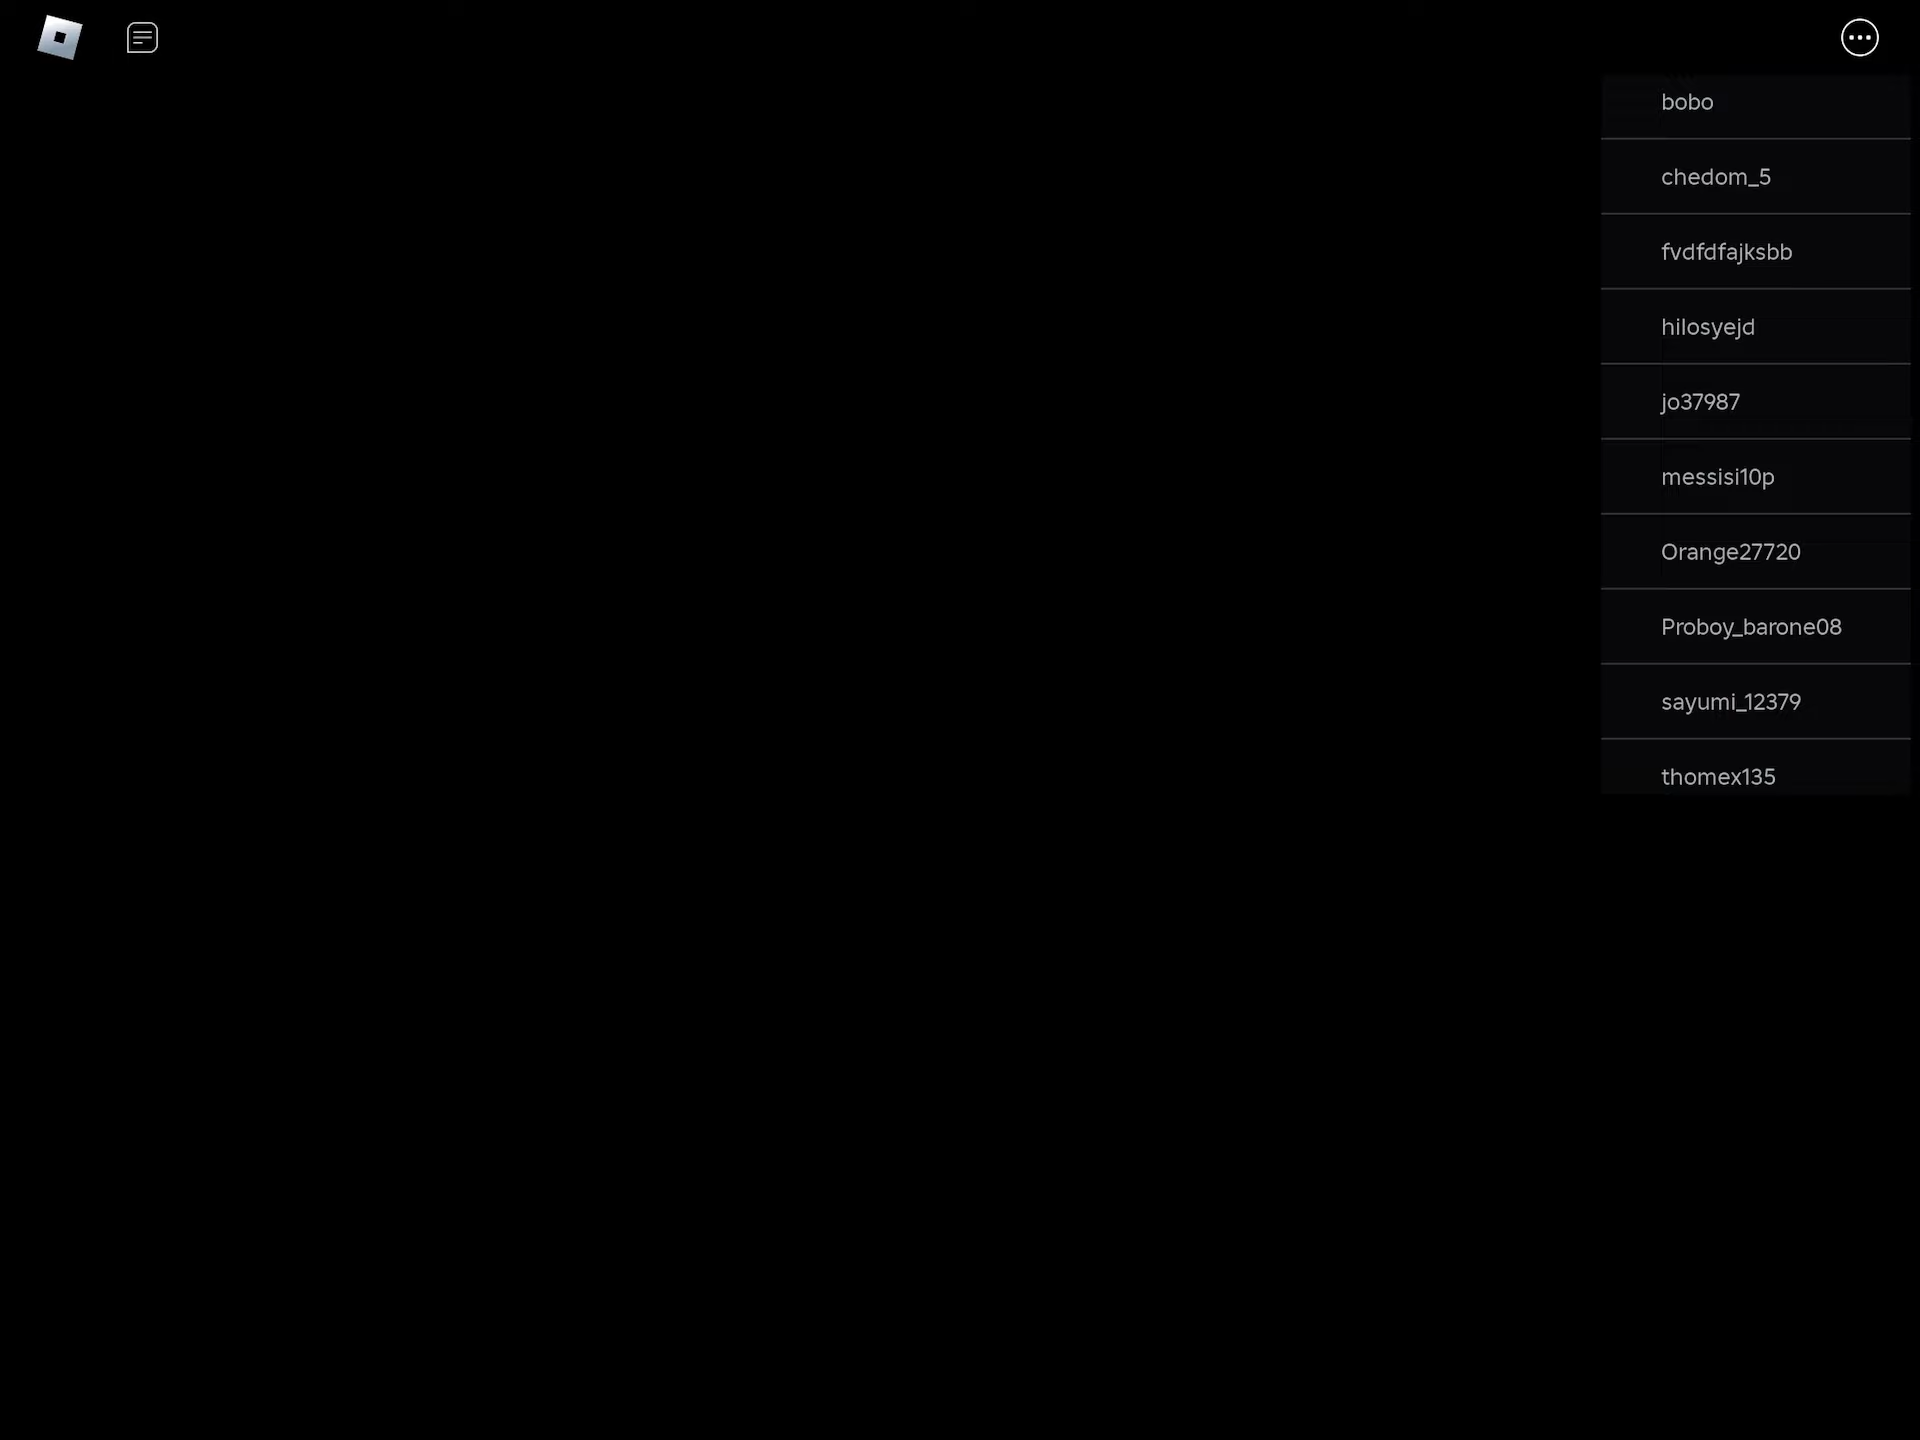 bobo
chedom_5
fvdfdfajksbb
hilosyejd
jo37987
messisi10p
Orange27720
Proboy_barone08
sayumi_12379
thomex135